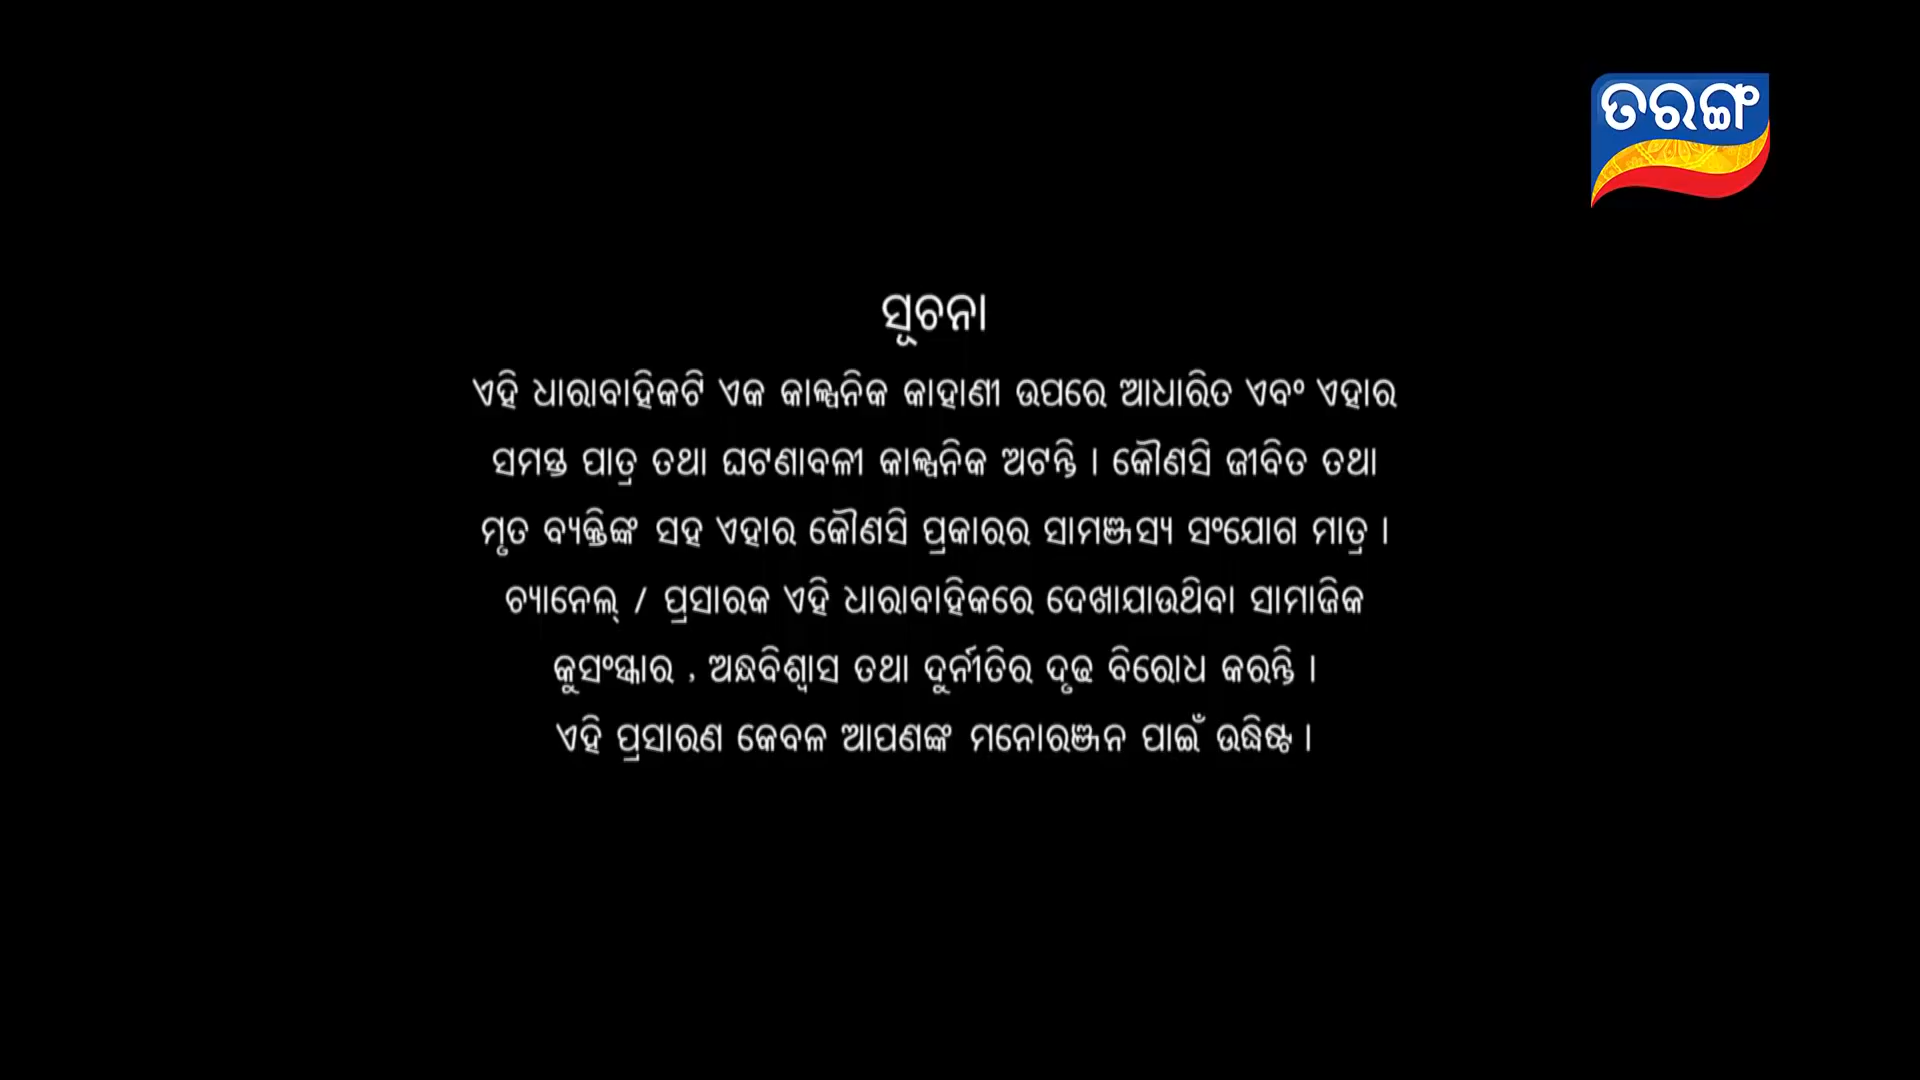 ତରଙ୍ଗ
ସୂଚନା
ଏହି ଧାରାବାହିକଟି ଏକ କାଳ୍ପନିକ କାହାଣୀ ଉପରେ ଆଧାରିତ ଏବଂ ଏହାର
ସମସ୍ତ ପାତ୍ର ତଥା ଘଟଣାବଳୀ କାଳ୍ପନିକ ଅଟନ୍ତି । କୌଣସି ଜୀବିତ ତଥା
ମୃତ ବ୍ୟକ୍ତିଙ୍କ ସହ ଏହାର କୌଣସି ପ୍ରକାରର ସାମଞ୍ଜସ୍ୟ ସଂଯୋଗ ମାତ୍ର ।
ଚ୍ୟାନେଲ୍ / ପ୍ରସାରକ ଏହି ଧାରାବାହିକରେ ଦେଖାଯାଉଥିବା ସାମାଜିକ
କୁସଂସ୍କାର , ଅନ୍ଧବିଶ୍ୱାସ ତଥା ଦୁର୍ନୀତିର ଦୃଢ ବିରୋଧ କରନ୍ତି ।
ଏହି ପ୍ରସାରଣ କେବଳ ଆପଣଙ୍କ ମନୋରଞ୍ଜନ ପାଇଁ ଉଦ୍ଧିଷ୍ଟ ।